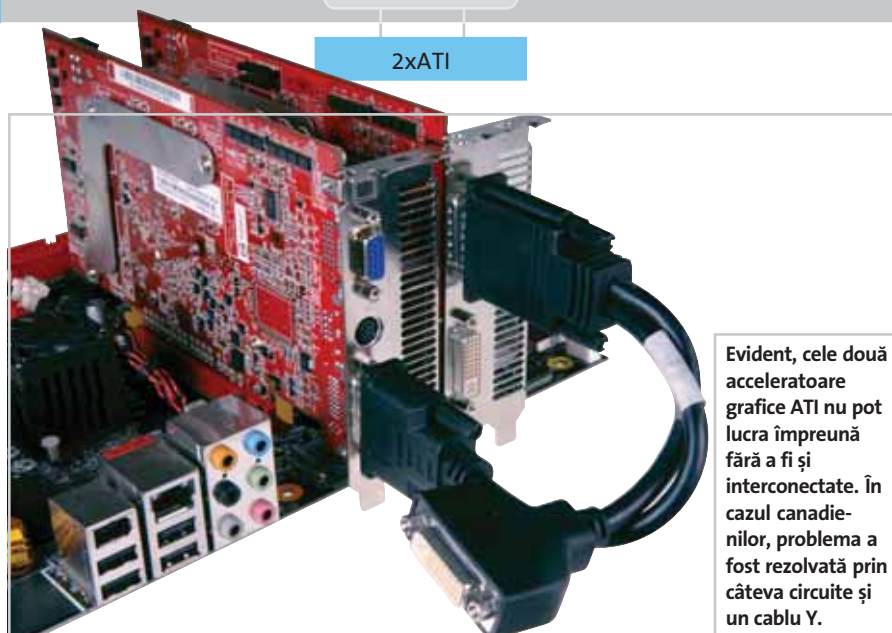 2xATI
Evident, cele două
acceleratoare
grafice ATI nu pot
lucra împreună
fără a fi și
interconectate. În
cazul canadie-
nilor, problema a
fost rezolvată prin
câteva circuite și
un cablu Y.